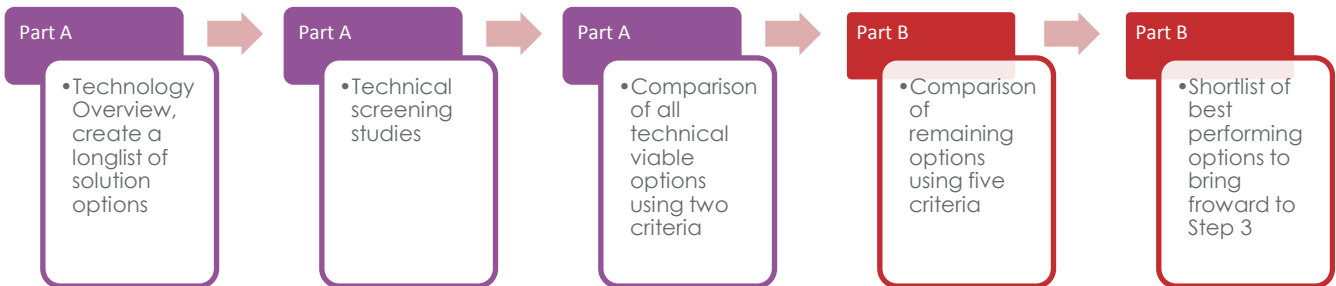 Part A
•Technology
Overview,
create a
longlist of
solution
options
Part A
•Technical
screening
studies
Part A
•Comparison
of all
technical
viable
options
using two
criteria
Part B
•Comparison
of
remaining
options
using five
criteria
Part B
•Shortlist of
best
performing
options to
bring
froward to
Step 3